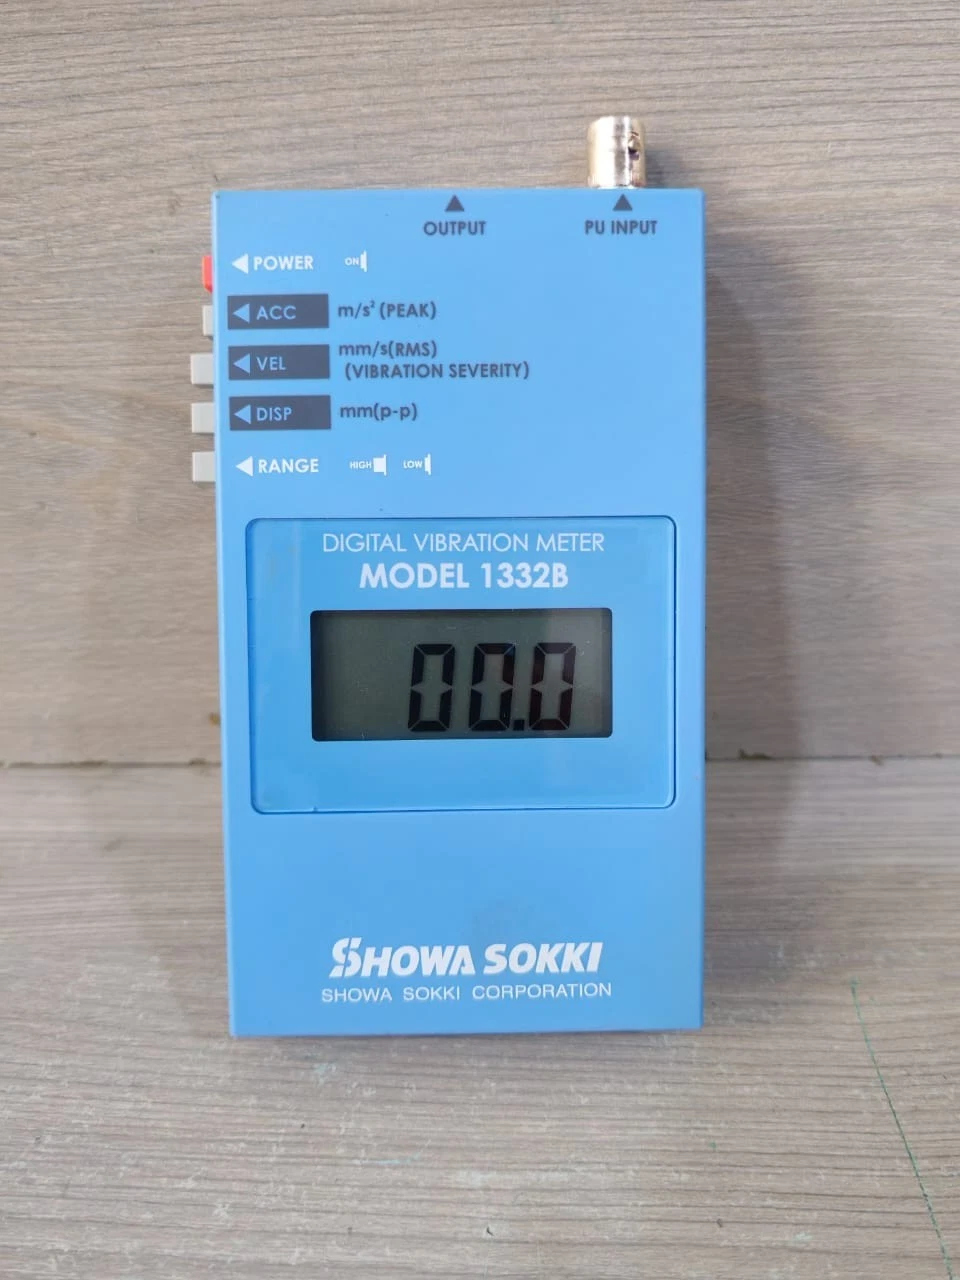 OUTPUT
PU INPUT
POWER ON
ACC m/s² (PEAK)
VEL mm/s(RMS)
(VIBRATION SEVERITY)
DISP mm(p-p)
RANGE HIGH LOW
DIGITAL VIBRATION METER
MODEL 1332B
00.0
SHOWA SOKKI
SHOWA SOKKI CORPORATION